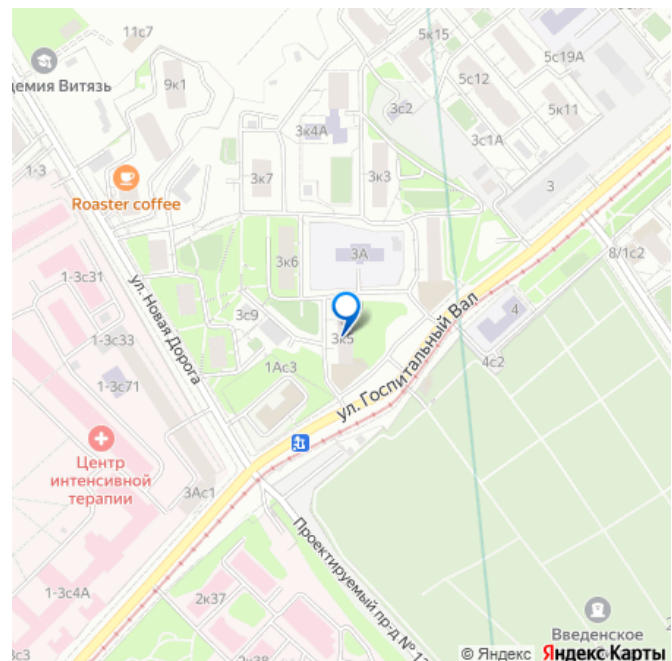 11с7
5к15
5с19А
демия Витязь
9к1
5с12
5к11
3с2
3к4А
3с1А
1-3
3к7
3к3
3
Roaster coffee
1-3с31
ул. Новая Дорога
3к6
3А
8/1с2
3с9
3к5
4
4с2
1-3с33
1Ас3
ул. Госпитальный Вал
1-3с71
Центр
интенсивной
терапии
3Ас1
Проектируемый пр-д №
1-3с4А
2к37
3с3
2к38
Введенское
© Яндекс Яндекс Карты